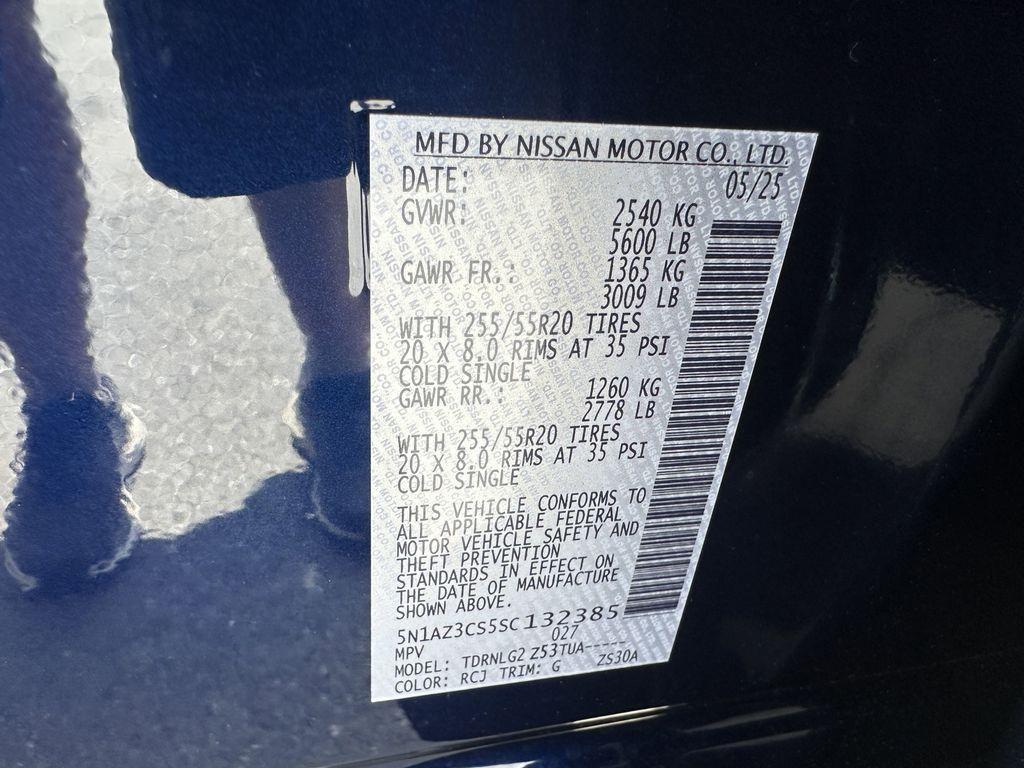 MFD BY NISSAN MOTOR CO., LTD.
DATE: 05/25
GVWR: 2540 KG
5600 LB
GAWR FR.: 1365 KG
3009 LB
WITH 255/55R20 TIRES
20 X 8.0 RIMS AT 35 PSI
COLD SINGLE
GAWR RR.: 1260 KG
2778 LB
WITH 255/55R20 TIRES
20 X 8.0 RIMS AT 35 PSI
COLD SINGLE
THIS VEHICLE CONFORMS TO
ALL APPLICABLE FEDERAL
MOTOR VEHICLE SAFETY AND
THEFT PREVENTION
STANDARDS IN EFFECT ON
THE DATE OF MANUFACTURE
SHOWN ABOVE.
5N1AZ3CS5SC132385
MPV 027
MODEL: TDRNLG2 Z53TUA-----
COLOR: RCJ TRIM: G ZS30A